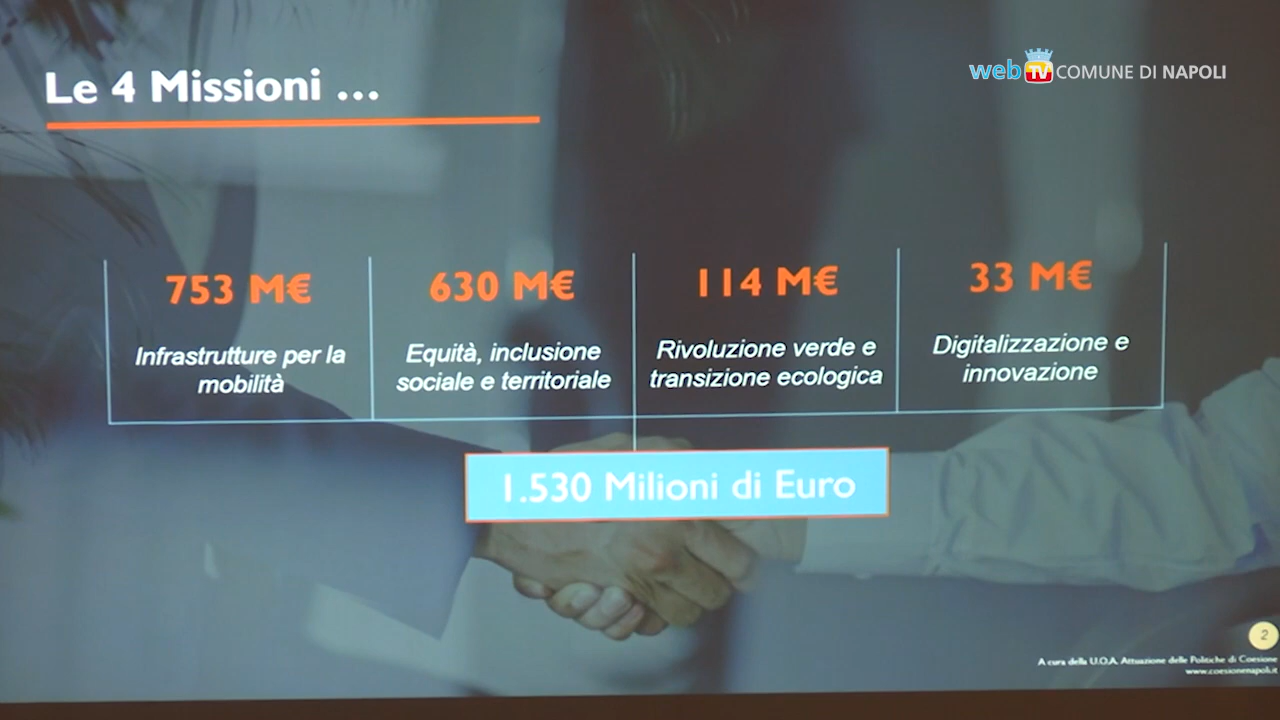 Le 4 Missioni ...
web TV COMUNE DI NAPOLI
753 M€
Infrastrutture per la
mobilità
630 M€
Equità, inclusione
sociale e territoriale
114 M€
Rivoluzione verde e
transizione ecologica
33 M€
Digitalizzazione e
innovazione
1.530 Milioni di Euro
2
A cura della U.O.A. Attuazione delle Politiche di Coesione
www.coesionenapoli.it